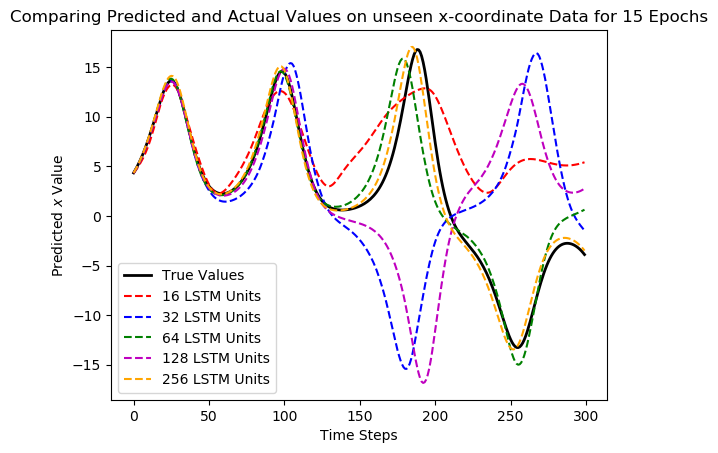 Comparing Predicted and Actual Values on unseen x-coordinate Data for 15 Epochs
Predicted x Value
15
10
5
0
−5
−10
−15
True Values
16 LSTM Units
32 LSTM Units
64 LSTM Units
128 LSTM Units
256 LSTM Units
0 50 100 150 200 250 300
Time Steps